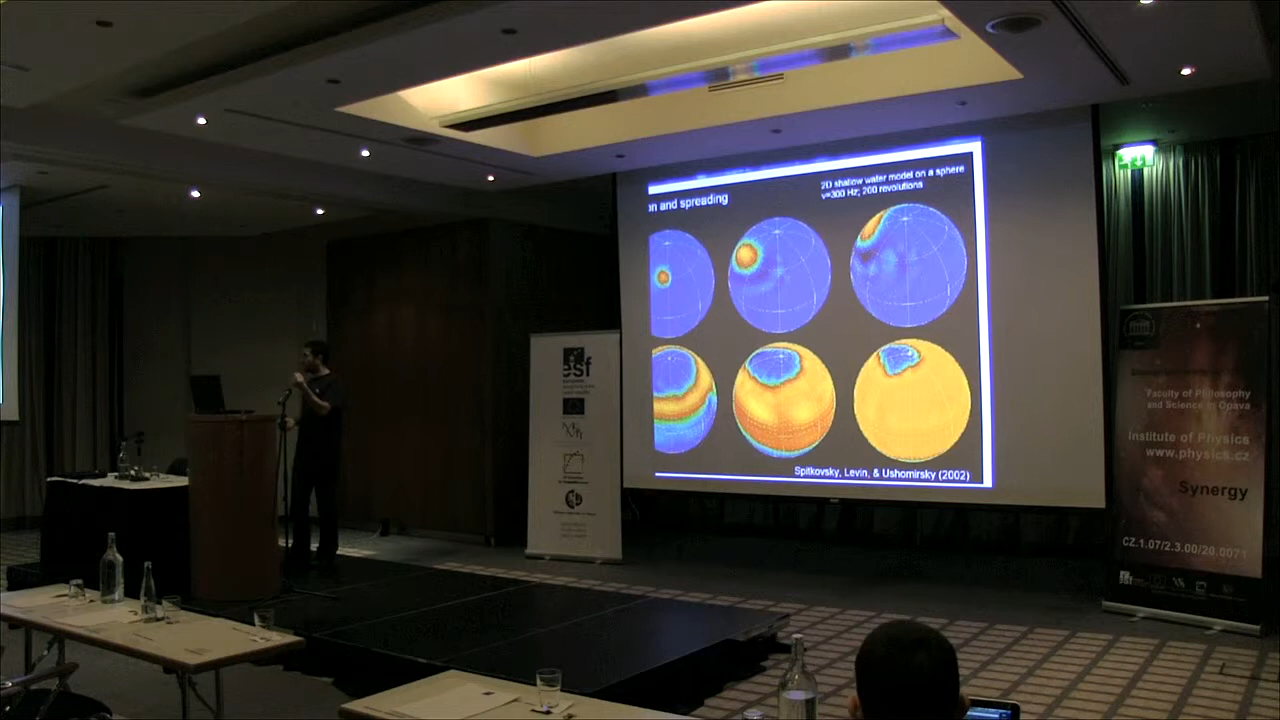 on and spreading
2D shallow water model on a sphere
ν=300 Hz; 200 revolutions
Spitkovsky, Levin, & Ushomirsky (2002)
esf
Faculty of Philosophy
and Science in Opava
Institute of Physics
www.physics.cz
Synergy
CZ.1.07/2.3.00/20.0071